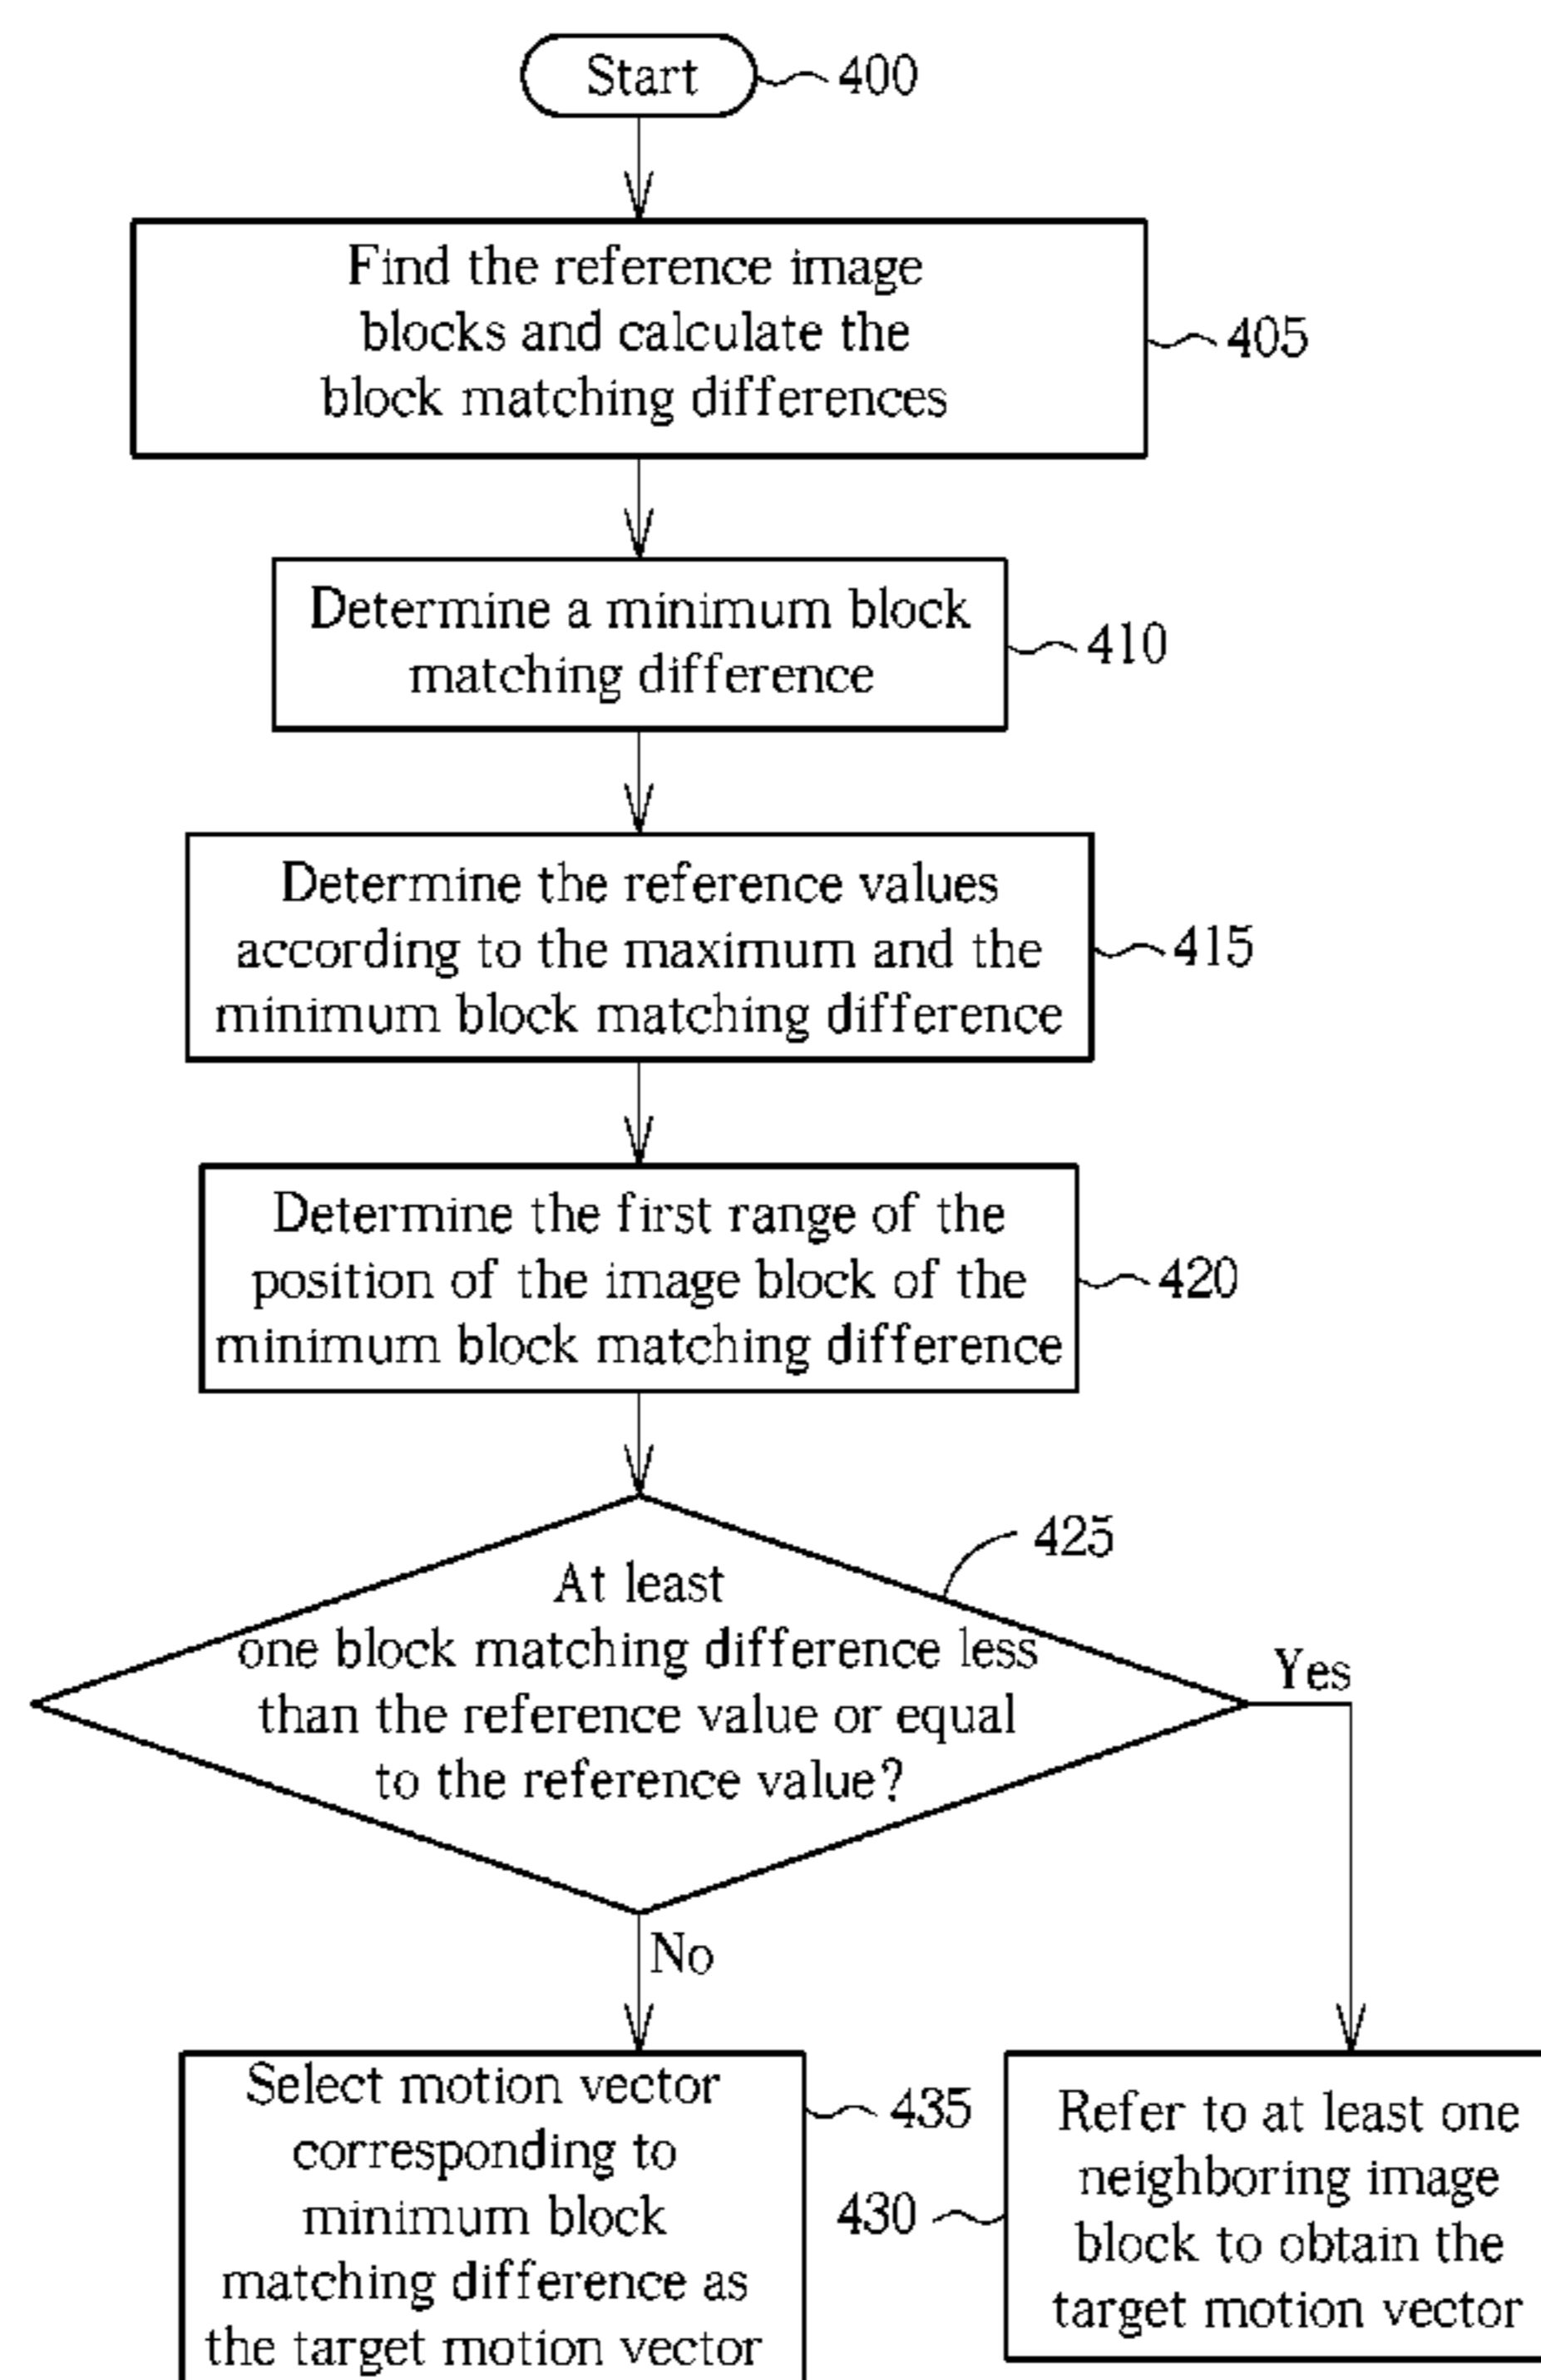 Start
400
Find the reference image
blocks and calculate the
block matching differences
405
Determine a minimum block
matching difference
410
Determine the reference values
according to the maximum and the
minimum block matching difference
415
Determine the first range of the
position of the image block of the
minimum block matching difference
420
425
At least
one block matching difference less
than the reference value or equal
to the reference value?
Yes
No
Select motion vector
corresponding to
minimum block
matching difference as
the target motion vector
435
430
Refer to at least one
neighboring image
block to obtain the
target motion vector